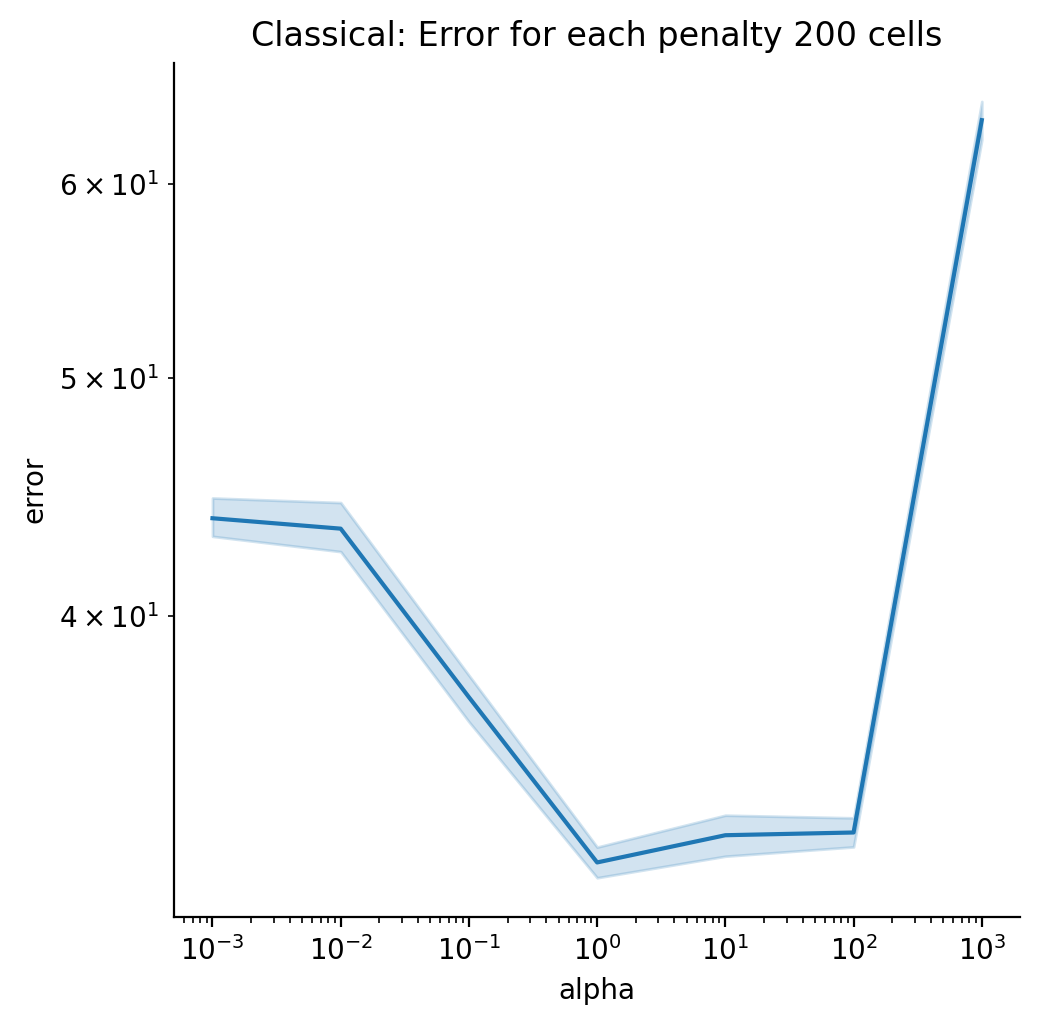 Classical: Error for each penalty 200 cells
6 × 10¹
5 × 10¹
4 × 10¹
error
10⁻³ 10⁻² 10⁻¹ 10⁰ 10¹ 10² 10³
alpha